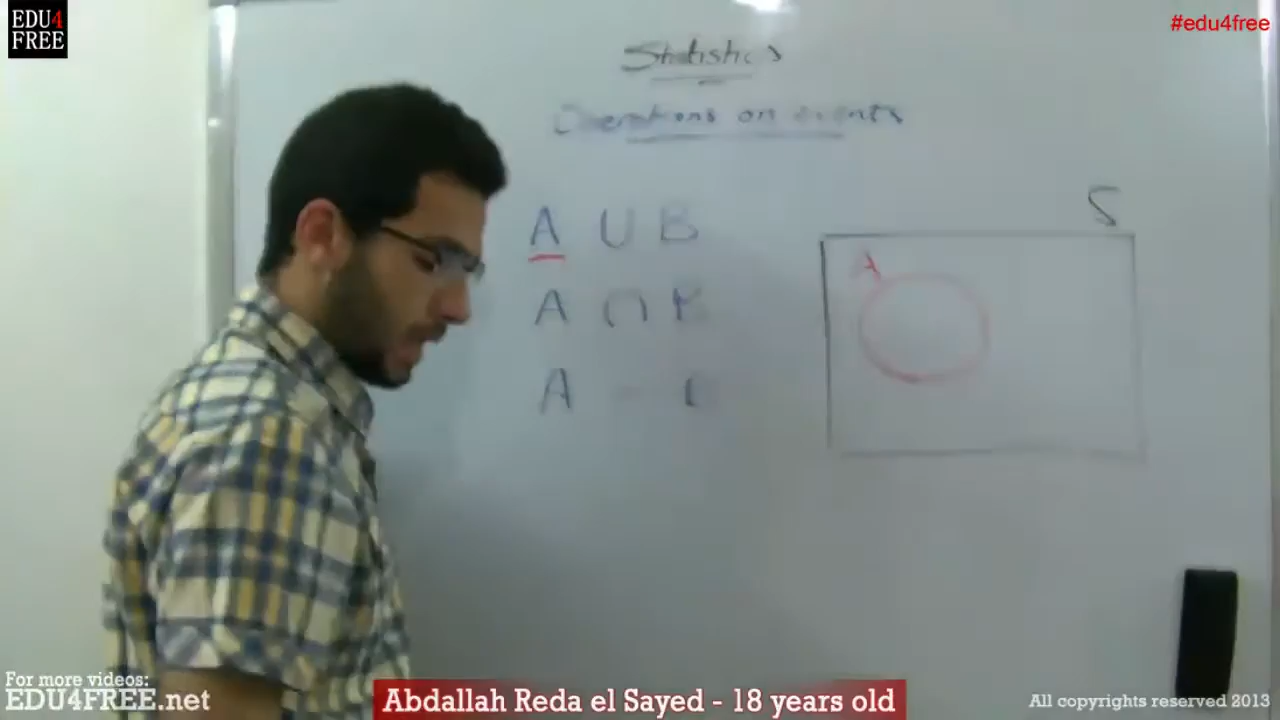 EDU4
FREE
#edu4free
Statistics
Operations on events
A U B
S
A
A ∩ B
A -
For more videos:
EDU4FREE.net
Abdallah Reda el Sayed - 18 years old
All copyrights reserved 2013